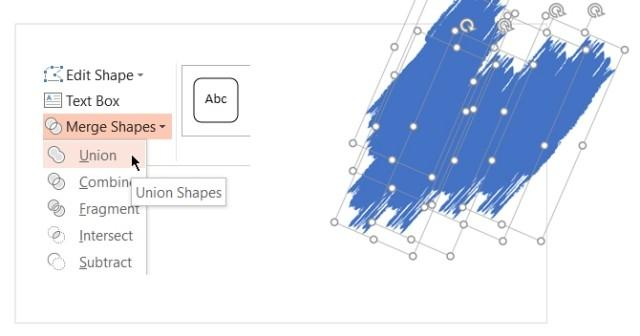 Edit Shape
Text Box
Abc
Merge Shapes
Union
Combine
Union Shapes
Fragment
Intersect
Subtract